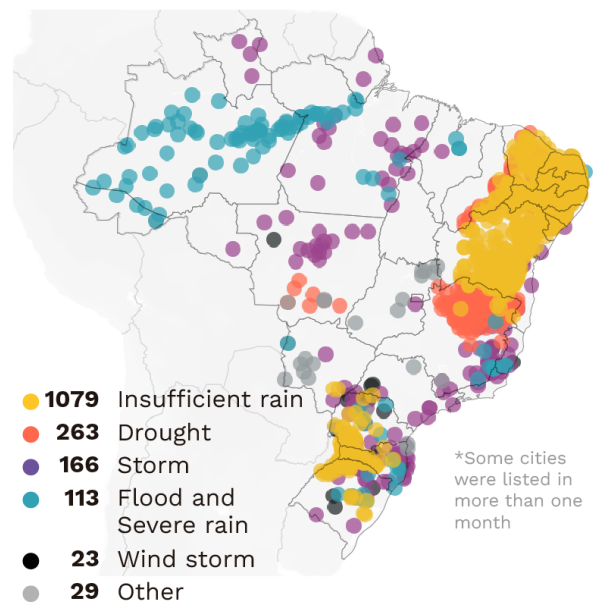 1079 Insufficient rain
263 Drought
166 Storm
113 Flood and
Severe rain
23 Wind storm
29 Other
*Some cities
were listed in
more than one
month